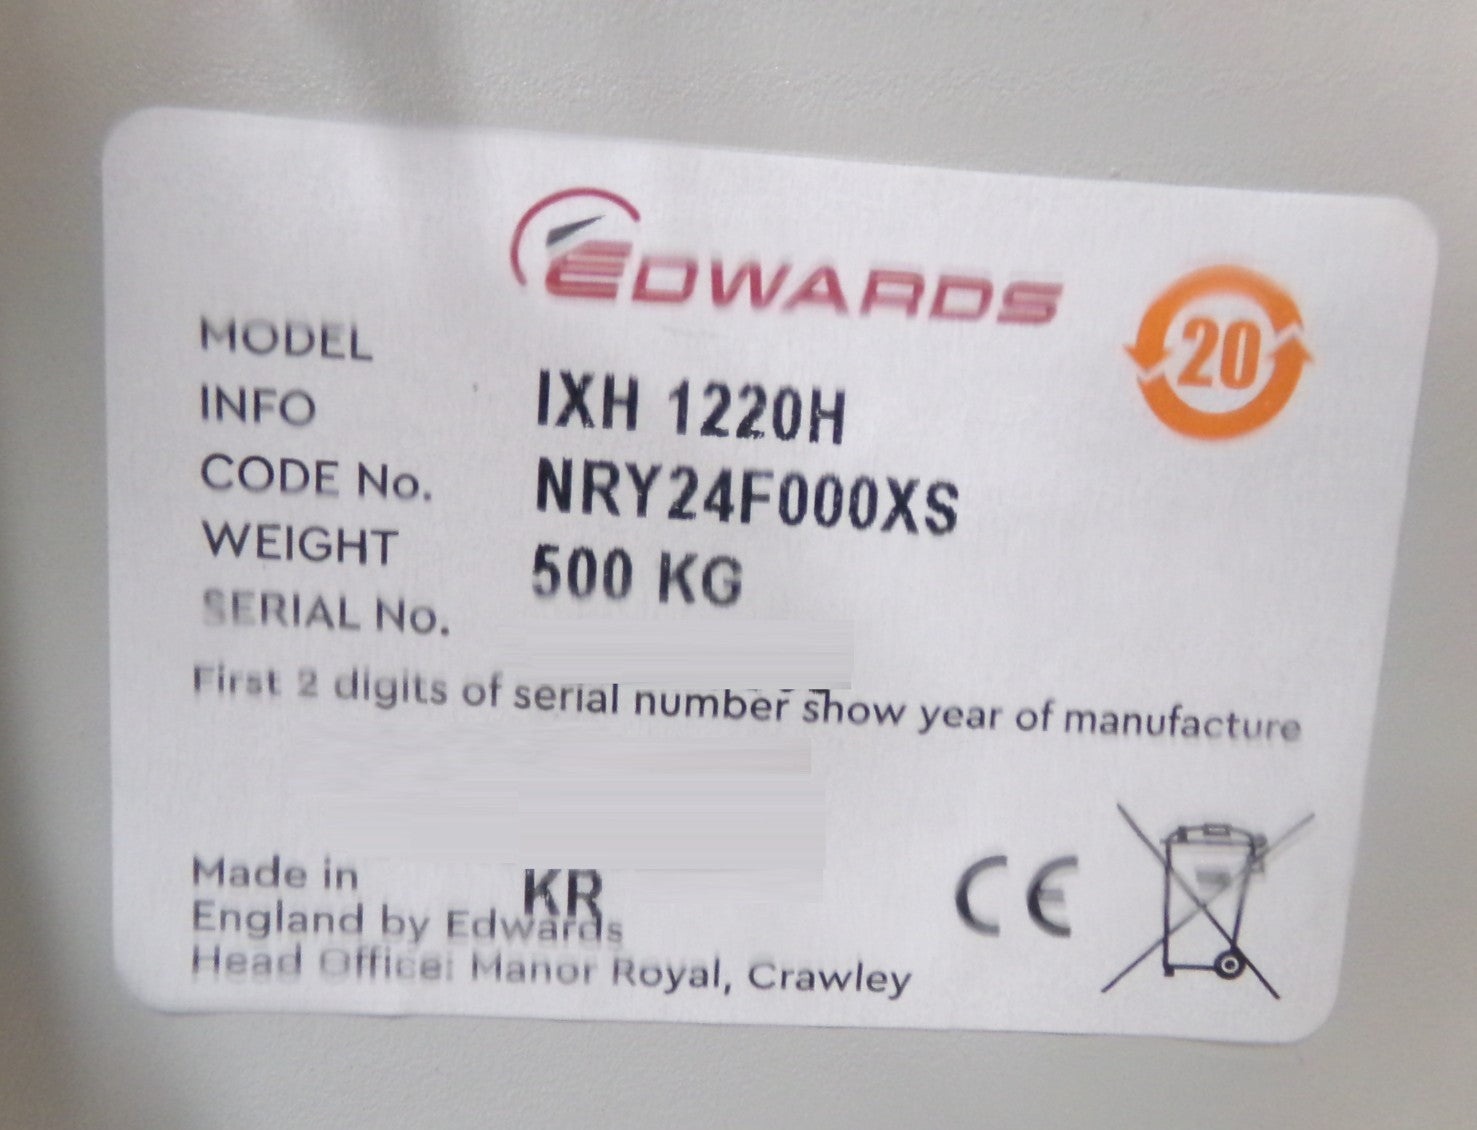 EDWARDS
20
MODEL
INFO IXH 1220H
CODE No. NRY24F000XS
WEIGHT 500 KG
SERIAL No.
First 2 digits of serial number show year of manufacture
Made in KR
England by Edwards
Head Office: Manor Royal, Crawley
CE